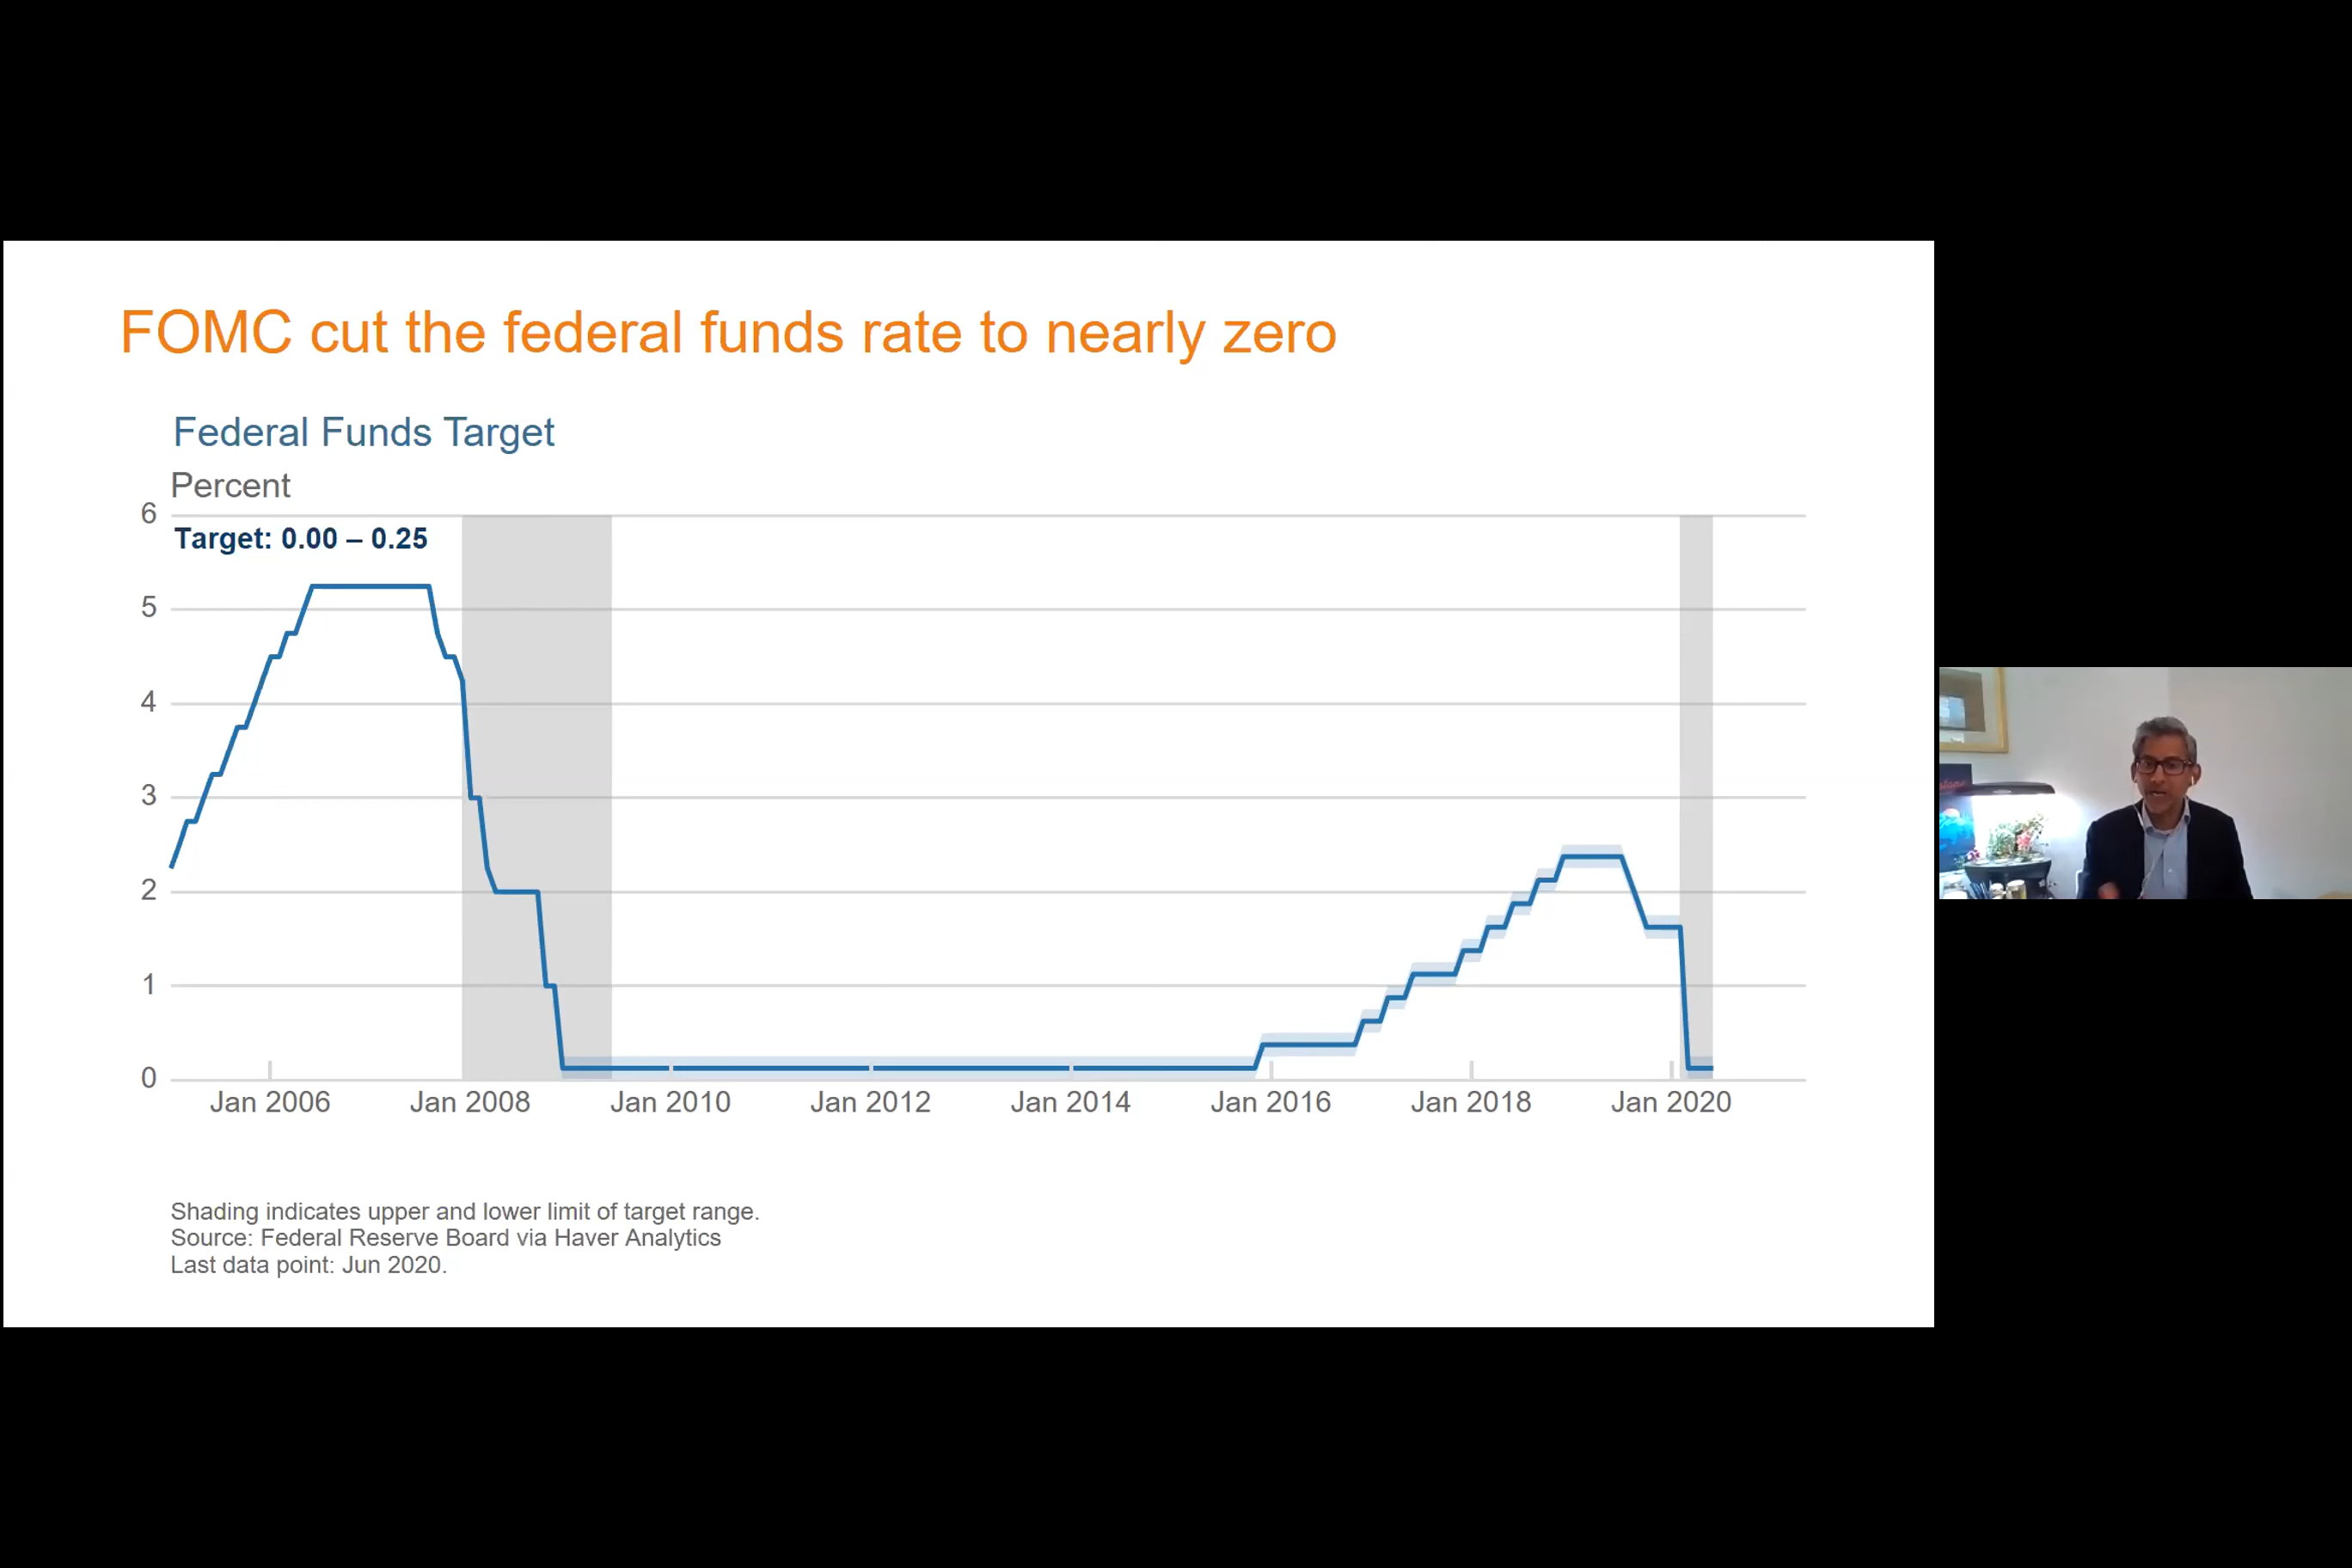 FOMC cut the federal funds rate to nearly zero
Federal Funds Target
Percent
6
Target: 0.00 – 0.25
5
4
3
2
1
0
Jan 2006 Jan 2008 Jan 2010 Jan 2012 Jan 2014 Jan 2016 Jan 2018 Jan 2020
Shading indicates upper and lower limit of target range.
Source: Federal Reserve Board via Haver Analytics
Last data point: Jun 2020.